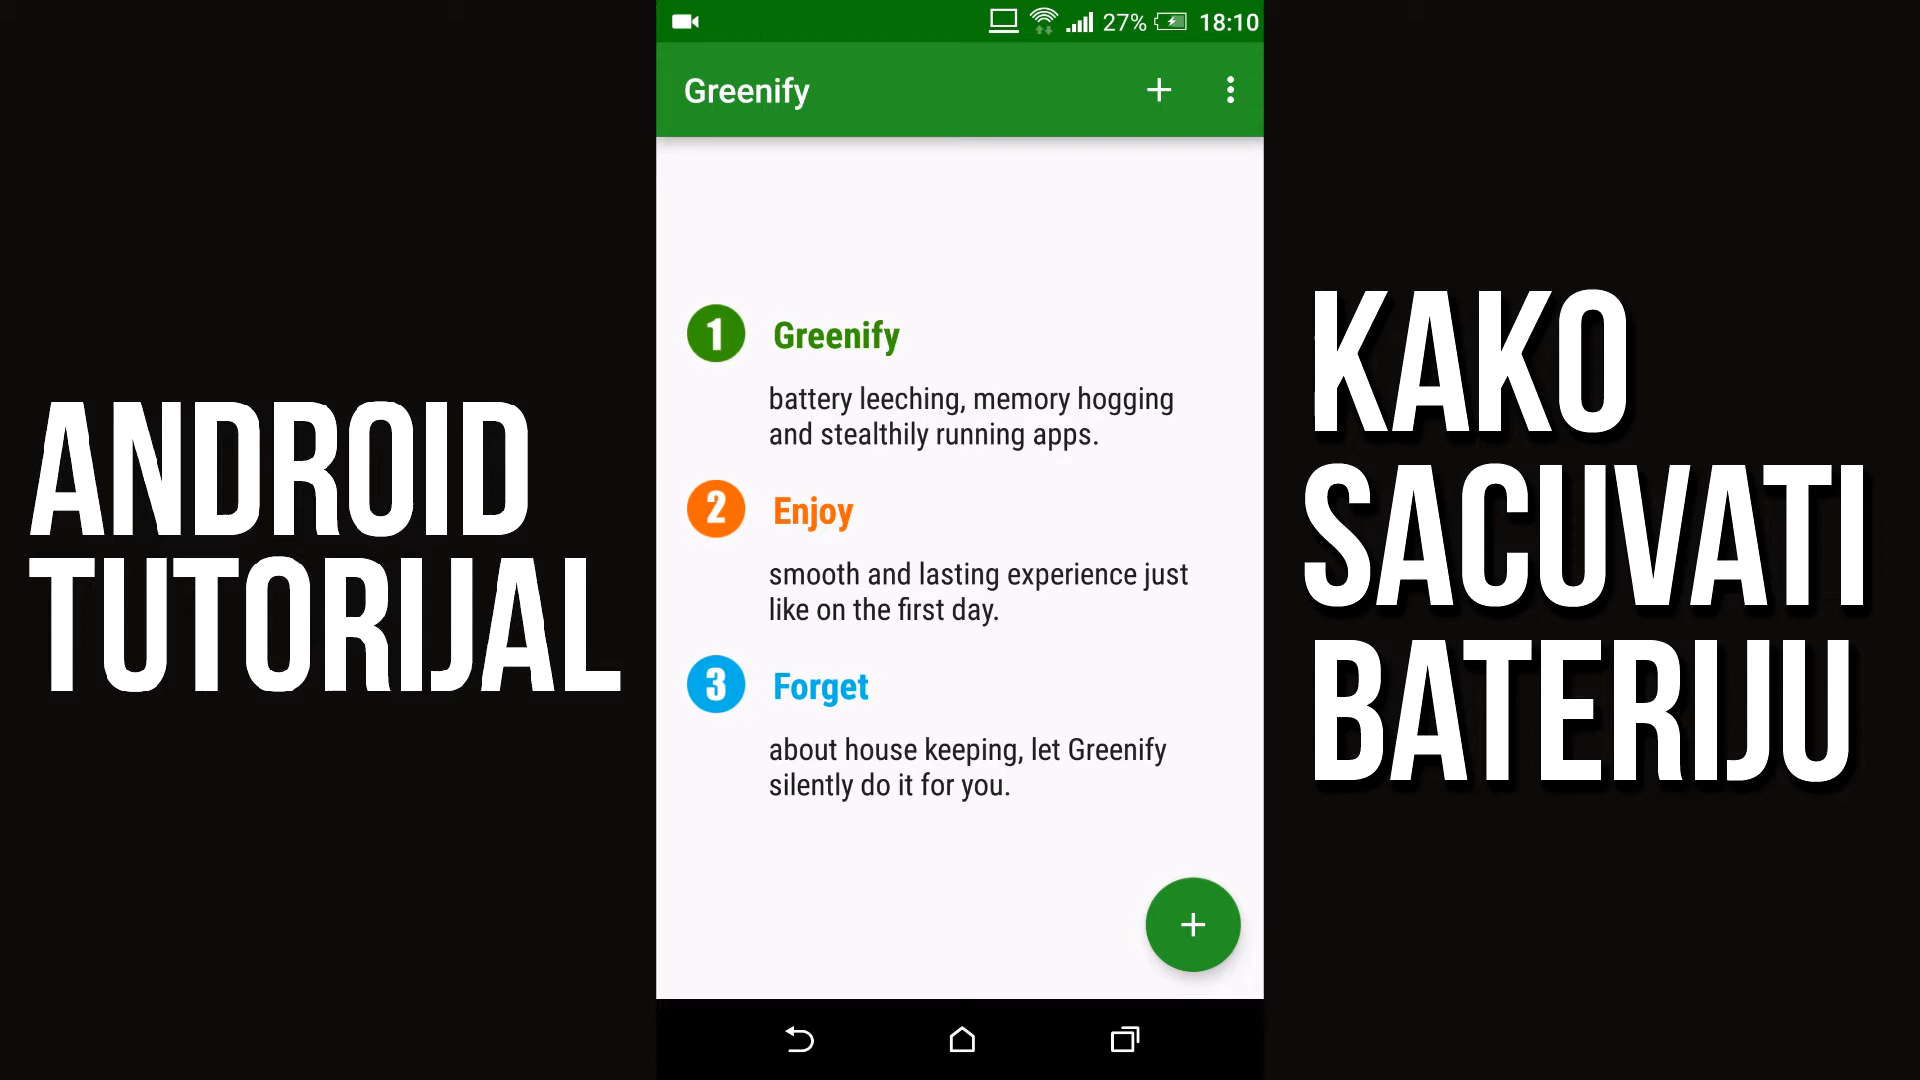 ANDROID
TUTORIJAL
27% 18:10
Greenify
1 Greenify
battery leeching, memory hogging
and stealthily running apps.
2 Enjoy
smooth and lasting experience just
like on the first day.
3 Forget
about house keeping, let Greenify
silently do it for you.
KAKO
SACUVATI
BATERIJU